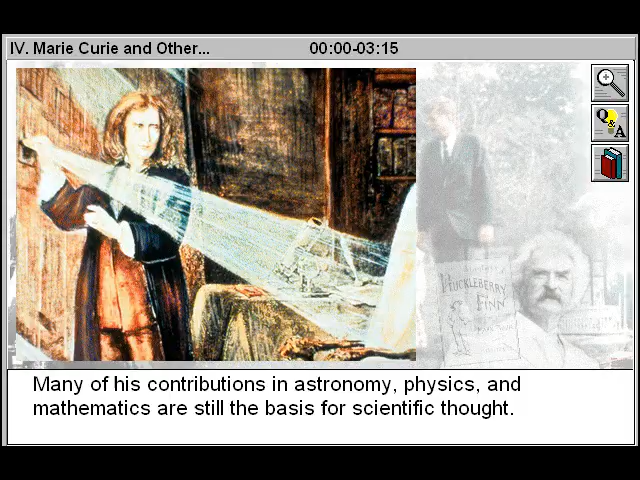 IV. Marie Curie and Other...
00:00-03:15
Q&A
HUCKLEBERRY
FINN
Many of his contributions in astronomy, physics, and
mathematics are still the basis for scientific thought.